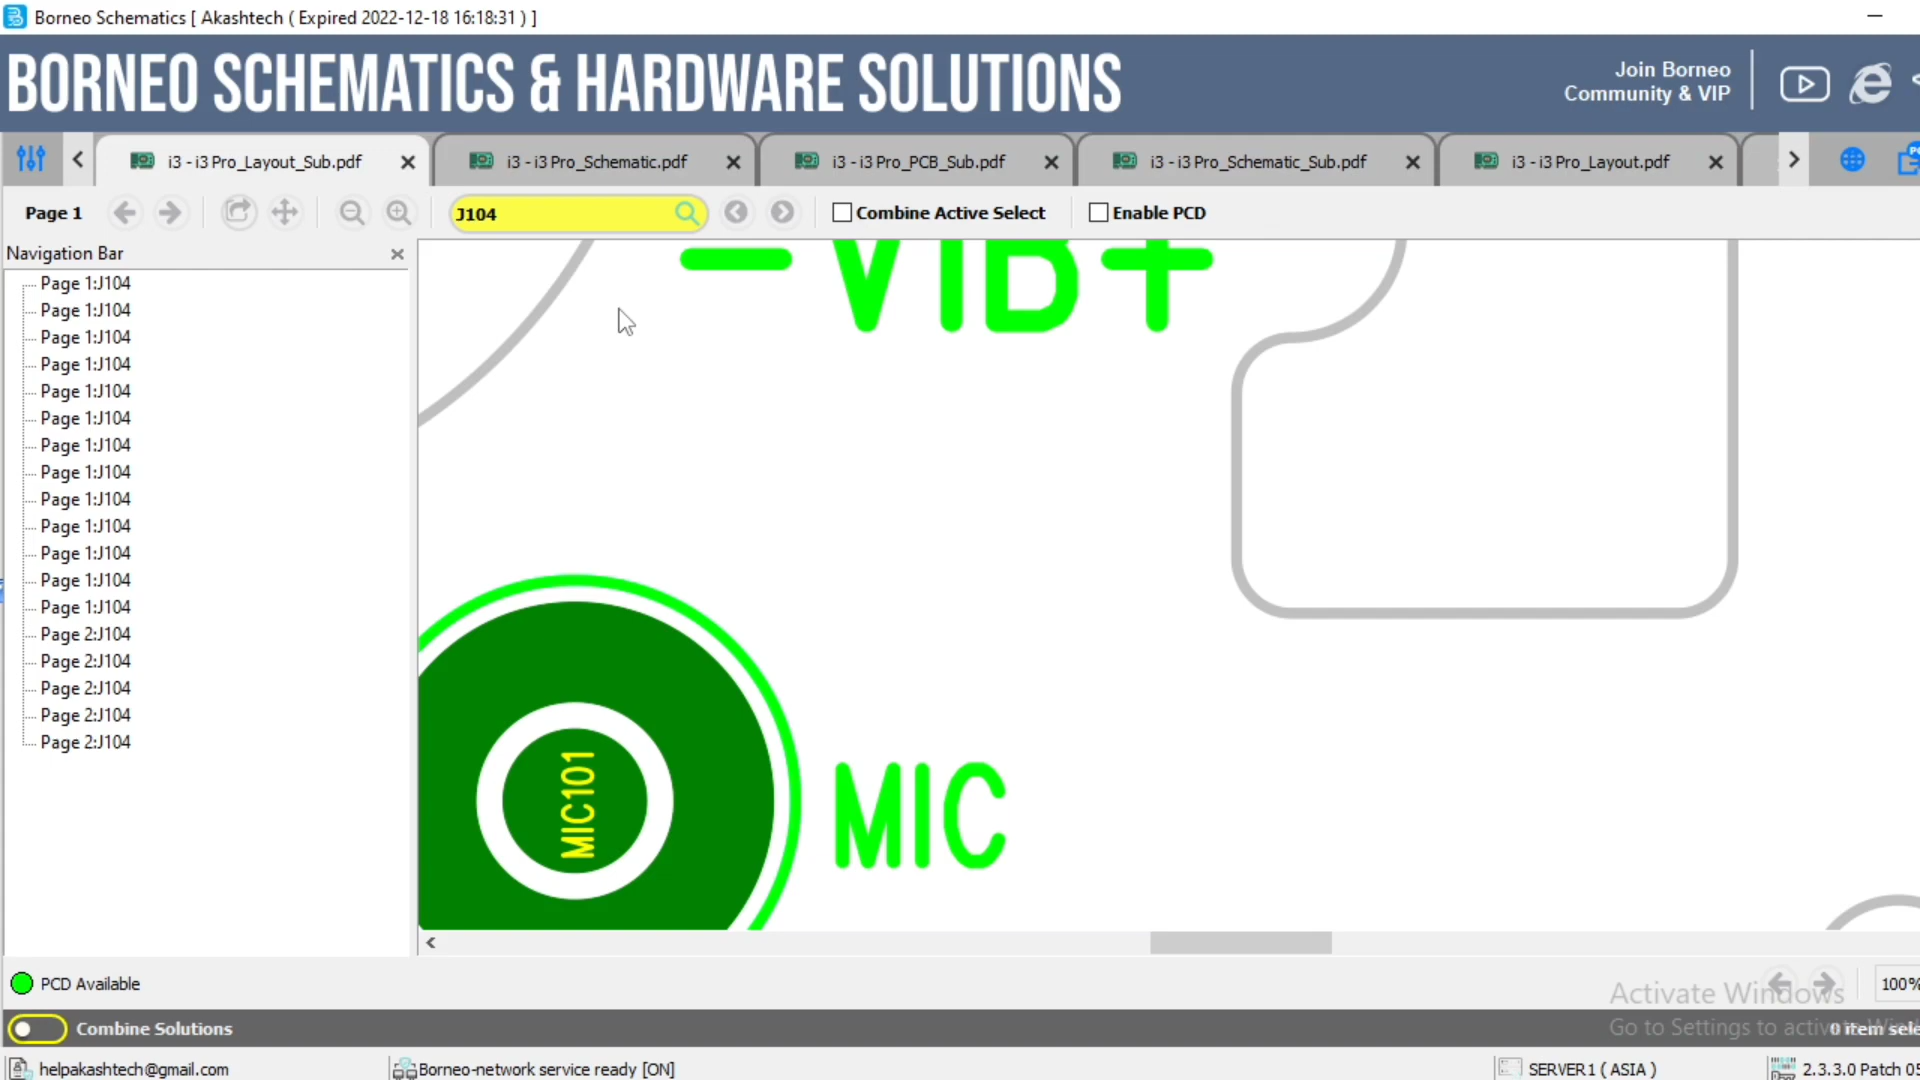 Borneo Schematics [ Akashtech ( Expired 2022-12-18 16:18:31 ) ]
BORNEO SCHEMATICS & HARDWARE SOLUTIONS
Join Borneo
Community & VIP
i3 - i3 Pro_Layout_Sub.pdf
i3 - i3 Pro_Schematic.pdf
i3 - i3 Pro_PCB_Sub.pdf
i3 - i3 Pro_Schematic_Sub.pdf
i3 - i3 Pro_Layout.pdf
Page 1
J104
Combine Active Select
Enable PCD
Navigation Bar
Page 1:J104
Page 1:J104
Page 1:J104
Page 1:J104
Page 1:J104
Page 1:J104
Page 1:J104
Page 1:J104
Page 1:J104
Page 1:J104
Page 1:J104
Page 1:J104
Page 1:J104
Page 2:J104
Page 2:J104
Page 2:J104
Page 2:J104
Page 2:J104
-VIB+
MIC101
MIC
PCD Available
100%
Activate Windows
Go to Settings to activate
Combine Solutions
0 item sele
helpakashtech@gmail.com
Borneo-network service ready [ON]
SERVER1 ( ASIA )
2.3.3.0 Patch 05